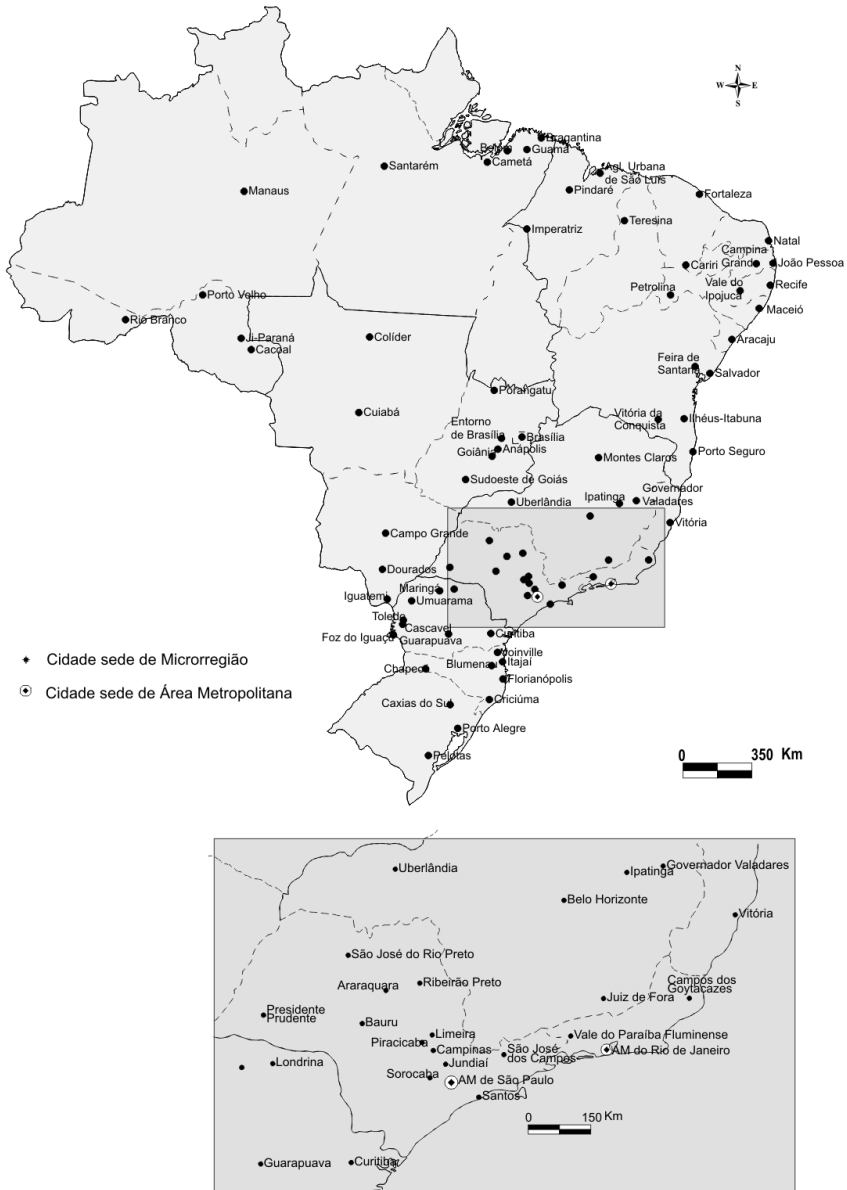 N
W E
S
Bragantina
Belém
Guamá
Santarém
Cametá
Agl. Urbana
de São Luis
Manaus
Pindaré
Fortaleza
Teresina
Imperatriz
Natal
Campina
Grande
Cariri
João Pessoa
Petrolina
Vale do
Ipojuca
Recife
Porto Velho
Maceió
Rio Branco
Ji-Paraná
Cacoal
Colíder
Aracaju
Feira de
Santana
Salvador
Porangatu
Cuiabá
Entorno
de Brasília
Brasília
Vitória da
Conquista
Ilhéus-Itabuna
Goiânia
Anápolis
Montes Claros
Porto Seguro
Sudoeste de Goiás
Uberlândia
Ipatinga
Governador
Valadares
Vitória
Campo Grande
Dourados
Maringá
Iguatemi
Umuarama
Toledo
Cascavel
Foz do Iguaçu
Guarapuava
Curitiba
Joinville
Blumenau
Itajaí
Chapecó
Florianópolis
Caxias do Sul
Criciúma
Porto Alegre
Pelotas
Cidade sede de Microrregião
Cidade sede de Área Metropolitana
0 350 Km
Uberlândia
Governador Valadares
Ipatinga
Belo Horizonte
Vitória
São José do Rio Preto
Ribeirão Preto
Araraquara
Campos dos
Goytacazes
Juiz de Fora
Presidente
Prudente
Bauru
Limeira
Piracicaba
Vale do Paraíba Fluminense
Campinas
São José
dos Campos
AM do Rio de Janeiro
Londrina
Jundiaí
Sorocaba
AM de São Paulo
Santos
0 150 Km
Guarapuava
Curitiba